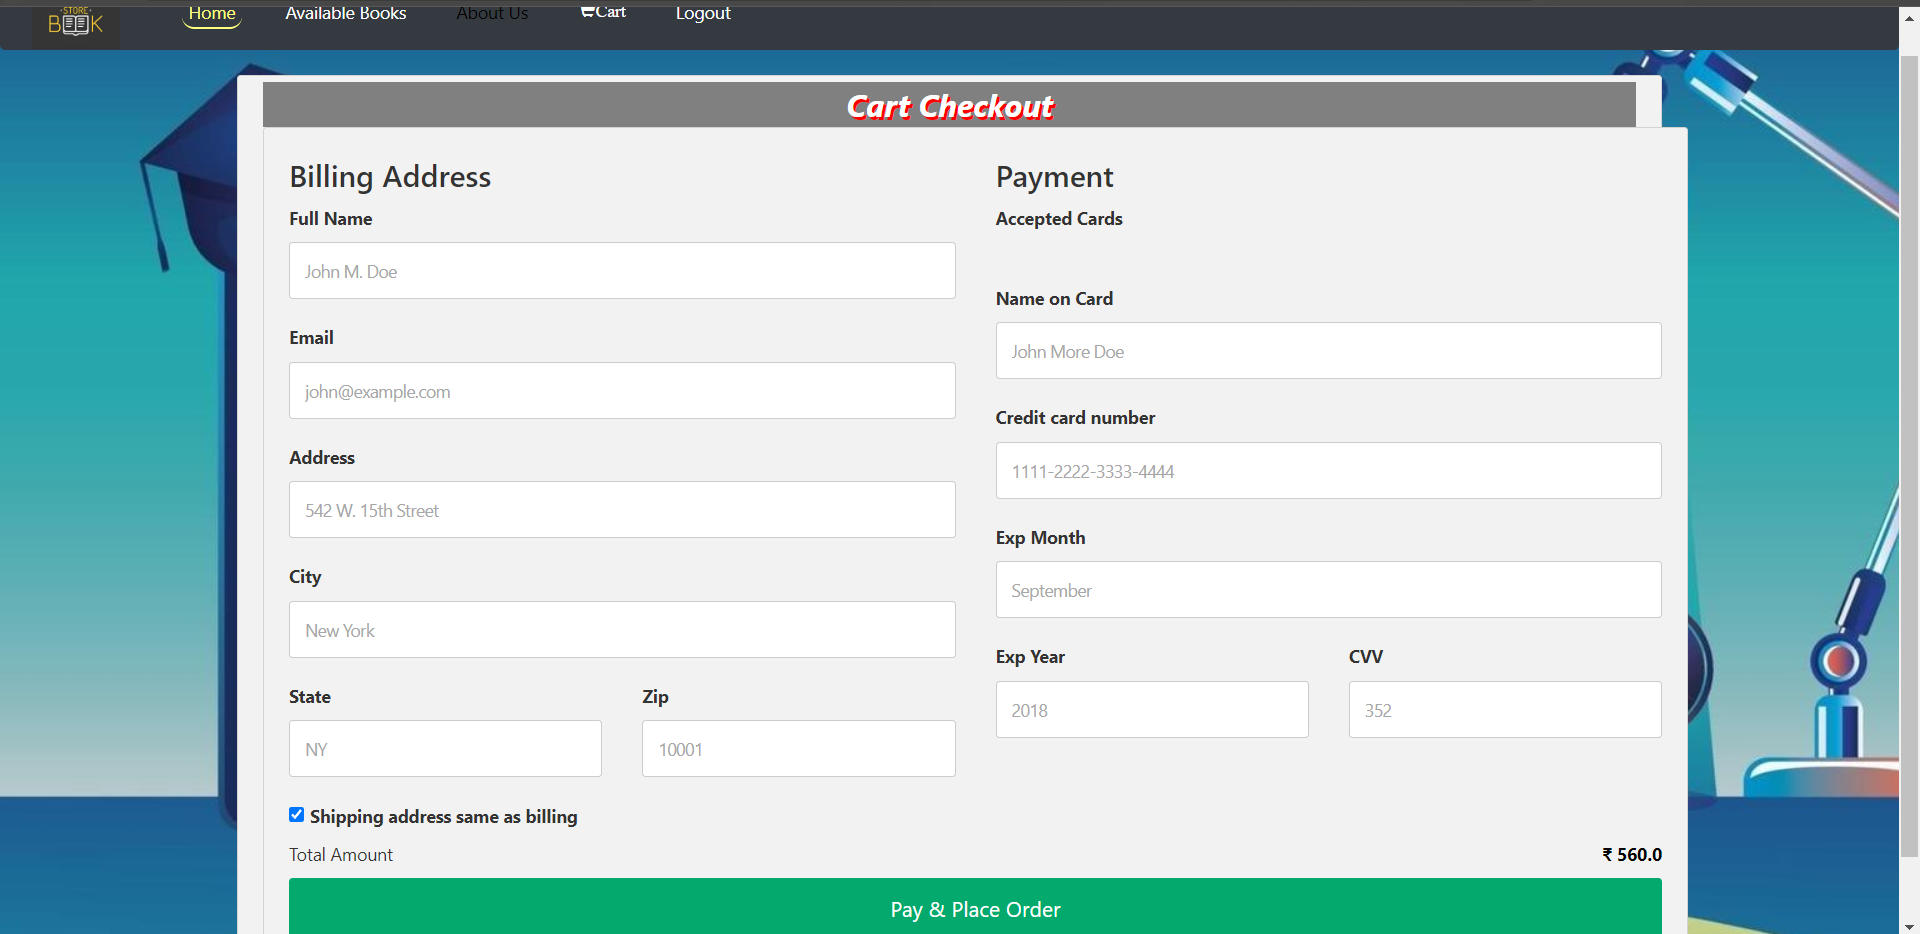 STORE
BOOK
Home Available Books About Us Cart Logout
Cart Checkout
Billing Address
Full Name
John M. Doe
Email
john@example.com
Address
542 W. 15th Street
City
New York
State Zip
NY 10001
Payment
Accepted Cards
Name on Card
John More Doe
Credit card number
1111-2222-3333-4444
Exp Month
September
Exp Year CVV
2018 352
Shipping address same as billing
Total Amount ₹ 560.0
Pay & Place Order